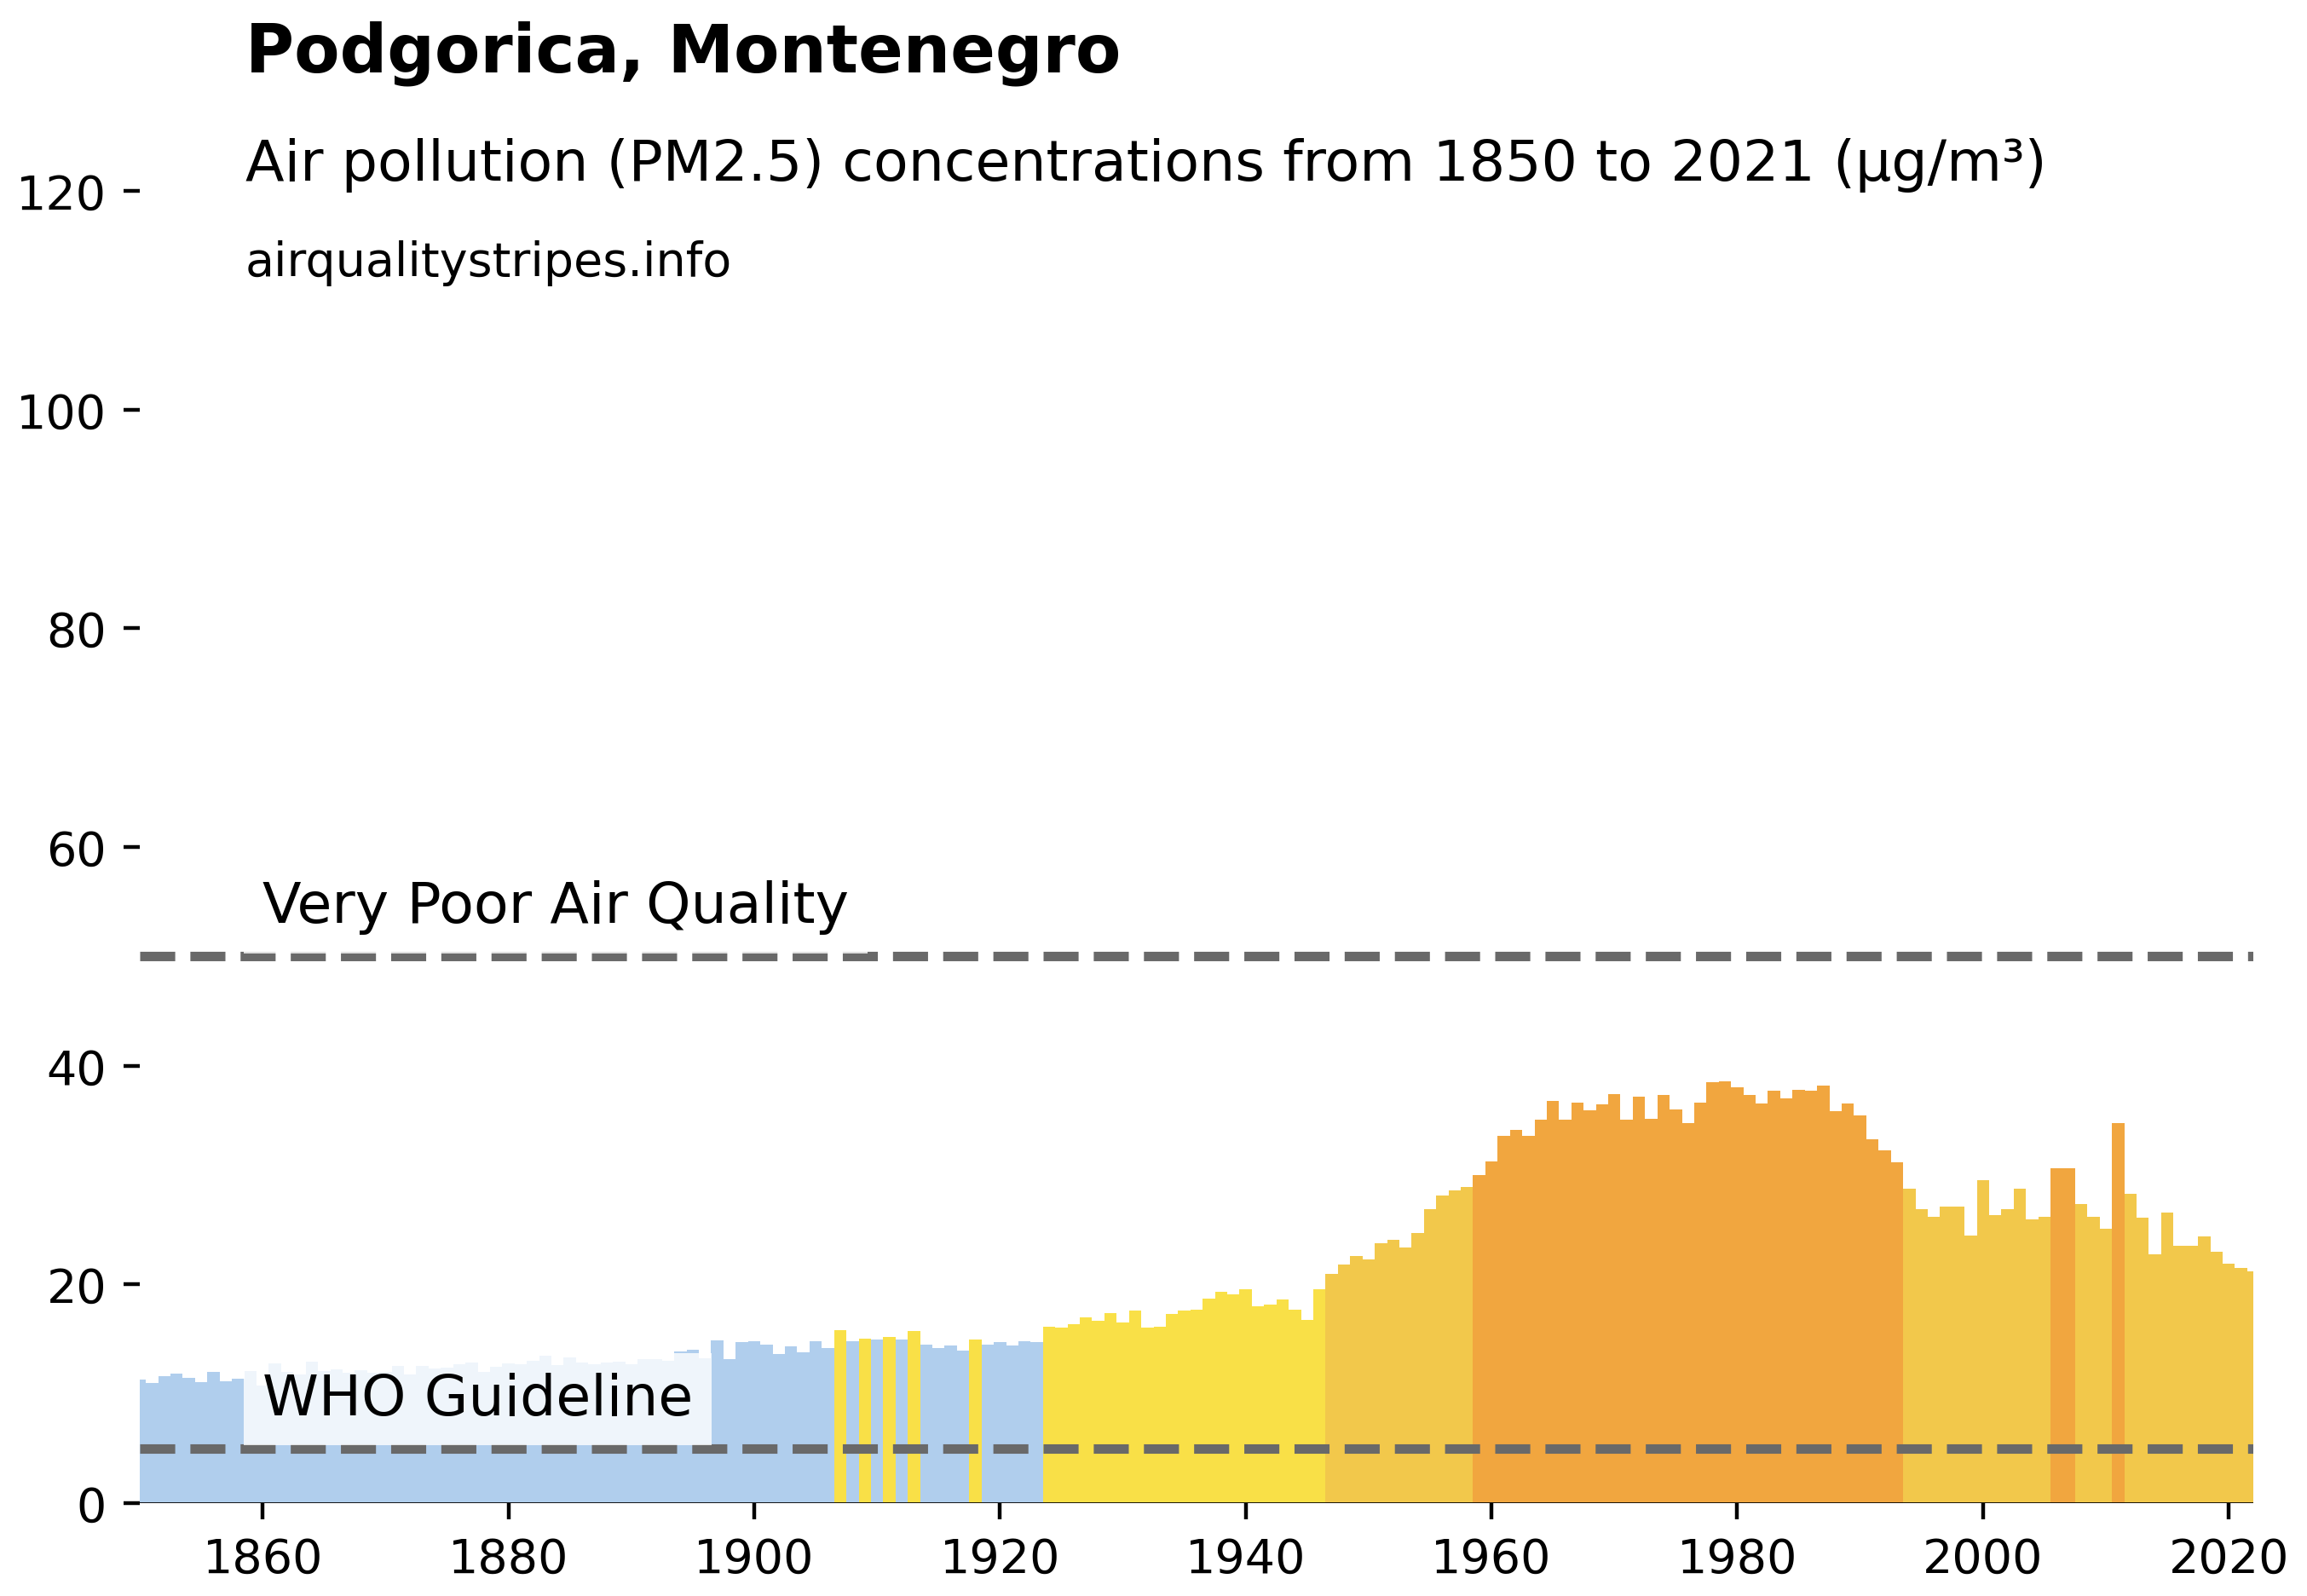 Podgorica, Montenegro
Air pollution (PM2.5) concentrations from 1850 to 2021 (µg/m³)
120
airqualitystripes.info
100
80
60
Very Poor Air Quality
40
20
WHO Guideline
0
1860 1880 1900 1920 1940 1960 1980 2000 2020